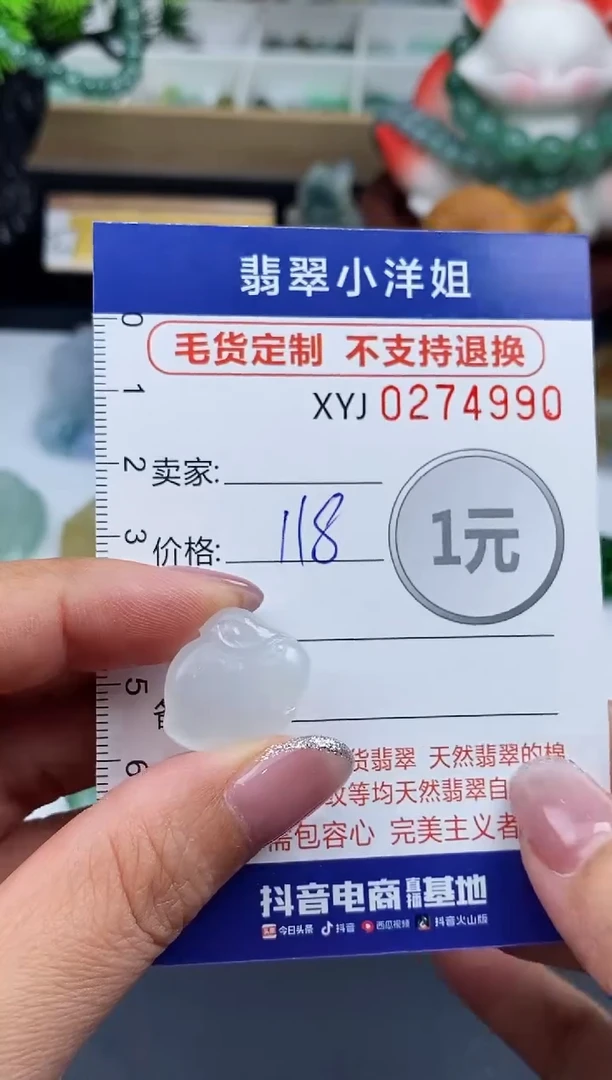 翡翠小洋姐
毛货定制 不支持退换
XYJ 0274990
0
1
2
3
5
6
卖家:
价格: 118
1元
货翡翠 天然翡翠的棉
纹等均天然翡翠自
需包容心 完美主义者
抖音电商直播基地
今日头条 抖音 西瓜视频 抖音火山版